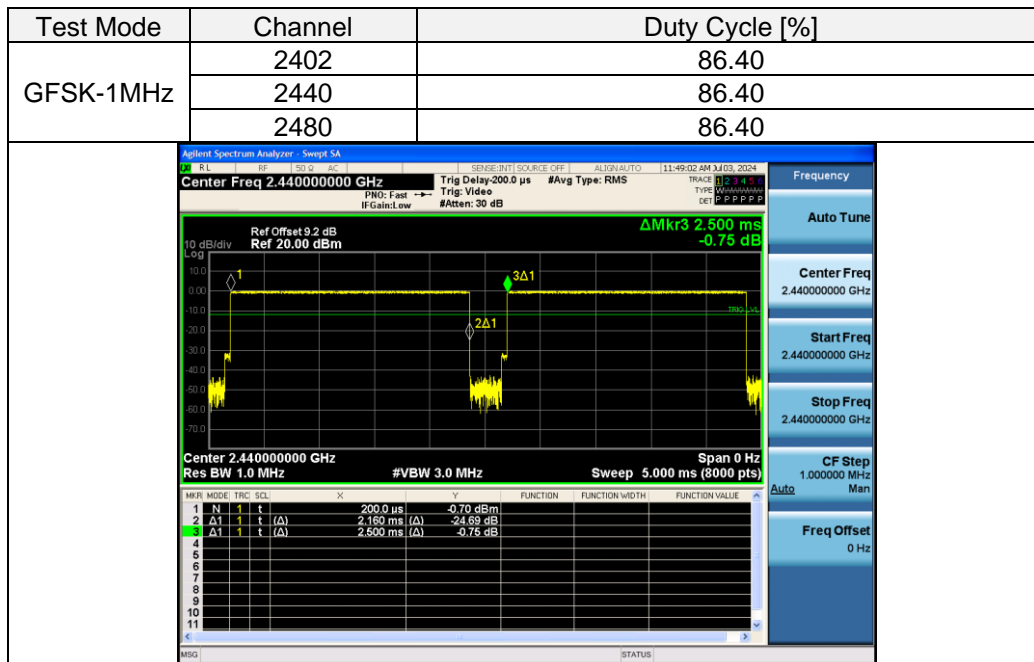 Test Mode Channel Duty Cycle [%]
GFSK-1MHz 2402 86.40
2440 86.40
2480 86.40
Agilent Spectrum Analyzer - Swept SA
RL RF 50 Ω AC SENSE:INT SOURCE OFF ALIGNAUTO 11:49:02 AM Jul 03, 2024
Center Freq 2.440000000 GHz
PNO: Fast
IFGain:Low
Trig Delay-200.0 µs #Avg Type: RMS
Trig: Video
#Atten: 30 dB
TRACE 1 2 3 4 5 6
TYPE
DET P P P P P P
ΔMkr3 2.500 ms
-0.75 dB
Ref Offset 9.2 dB
10 dB/div Ref 20.00 dBm
Log
10.0
0.00
-10.0
-20.0
-30.0
-40.0
-50.0
-60.0
-70.0
1
3Δ1
2Δ1
TRIG LVL
Center 2.440000000 GHz Span 0 Hz
Res BW 1.0 MHz #VBW 3.0 MHz Sweep 5.000 ms (8000 pts)
MKR MODE TRC SCL X Y FUNCTION FUNCTION WIDTH FUNCTION VALUE
1 N 1 t 200.0 µs -0.70 dBm
2 Δ1 1 t (Δ) 2.160 ms (Δ) -24.69 dB
3 Δ1 1 t (Δ) 2.500 ms (Δ) -0.75 dB
4
5
6
7
8
9
10
11
MSG STATUS
Frequency
Auto Tune
Center Freq
2.440000000 GHz
Start Freq
2.440000000 GHz
Stop Freq
2.440000000 GHz
CF Step
1.000000 MHz
Auto Man
Freq Offset
0 Hz